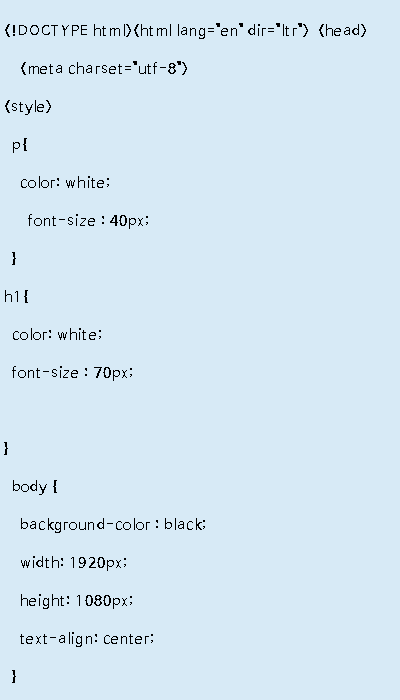 <!DOCTYPE html><html lang="en" dir="ltr"> <head>
<meta charset="utf-8">
<style>
p{
color: white;
font-size : 40px;
}
h1{
color: white;
font-size : 70px;
}
body {
background-color : black;
width: 1920px;
height: 1080px;
text-align: center;
}